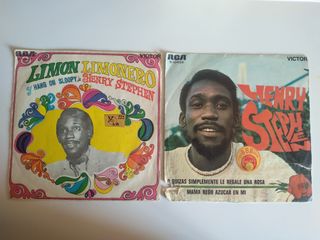 RCA
VICTOR
LIMON LIMONERO
y HANG ON SLOOPY
HENRY STEPHEN
RCA
VICTOR
HENRY
STEPHEN
QUIZAS SIMPLEMENTE LE REGALE UNA ROSA
MAMA
AZUCAR EN MI